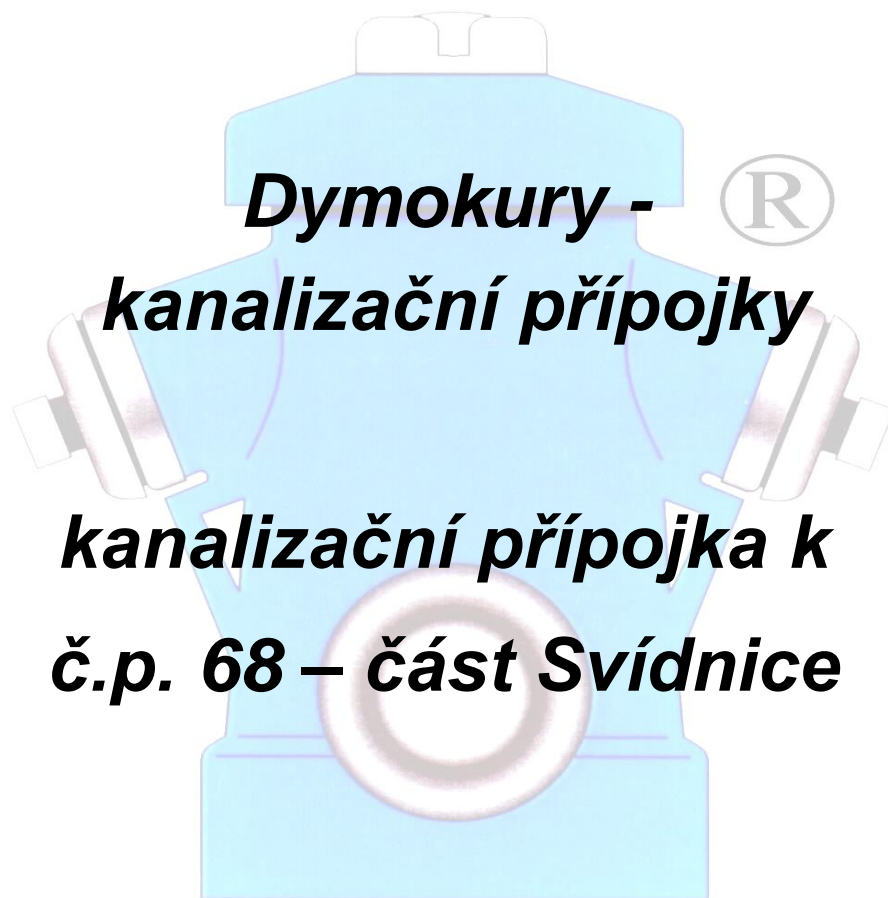 Dymokury - ®
kanalizační přípojky
kanalizační přípojka k
č.p. 68 – část Svídnice